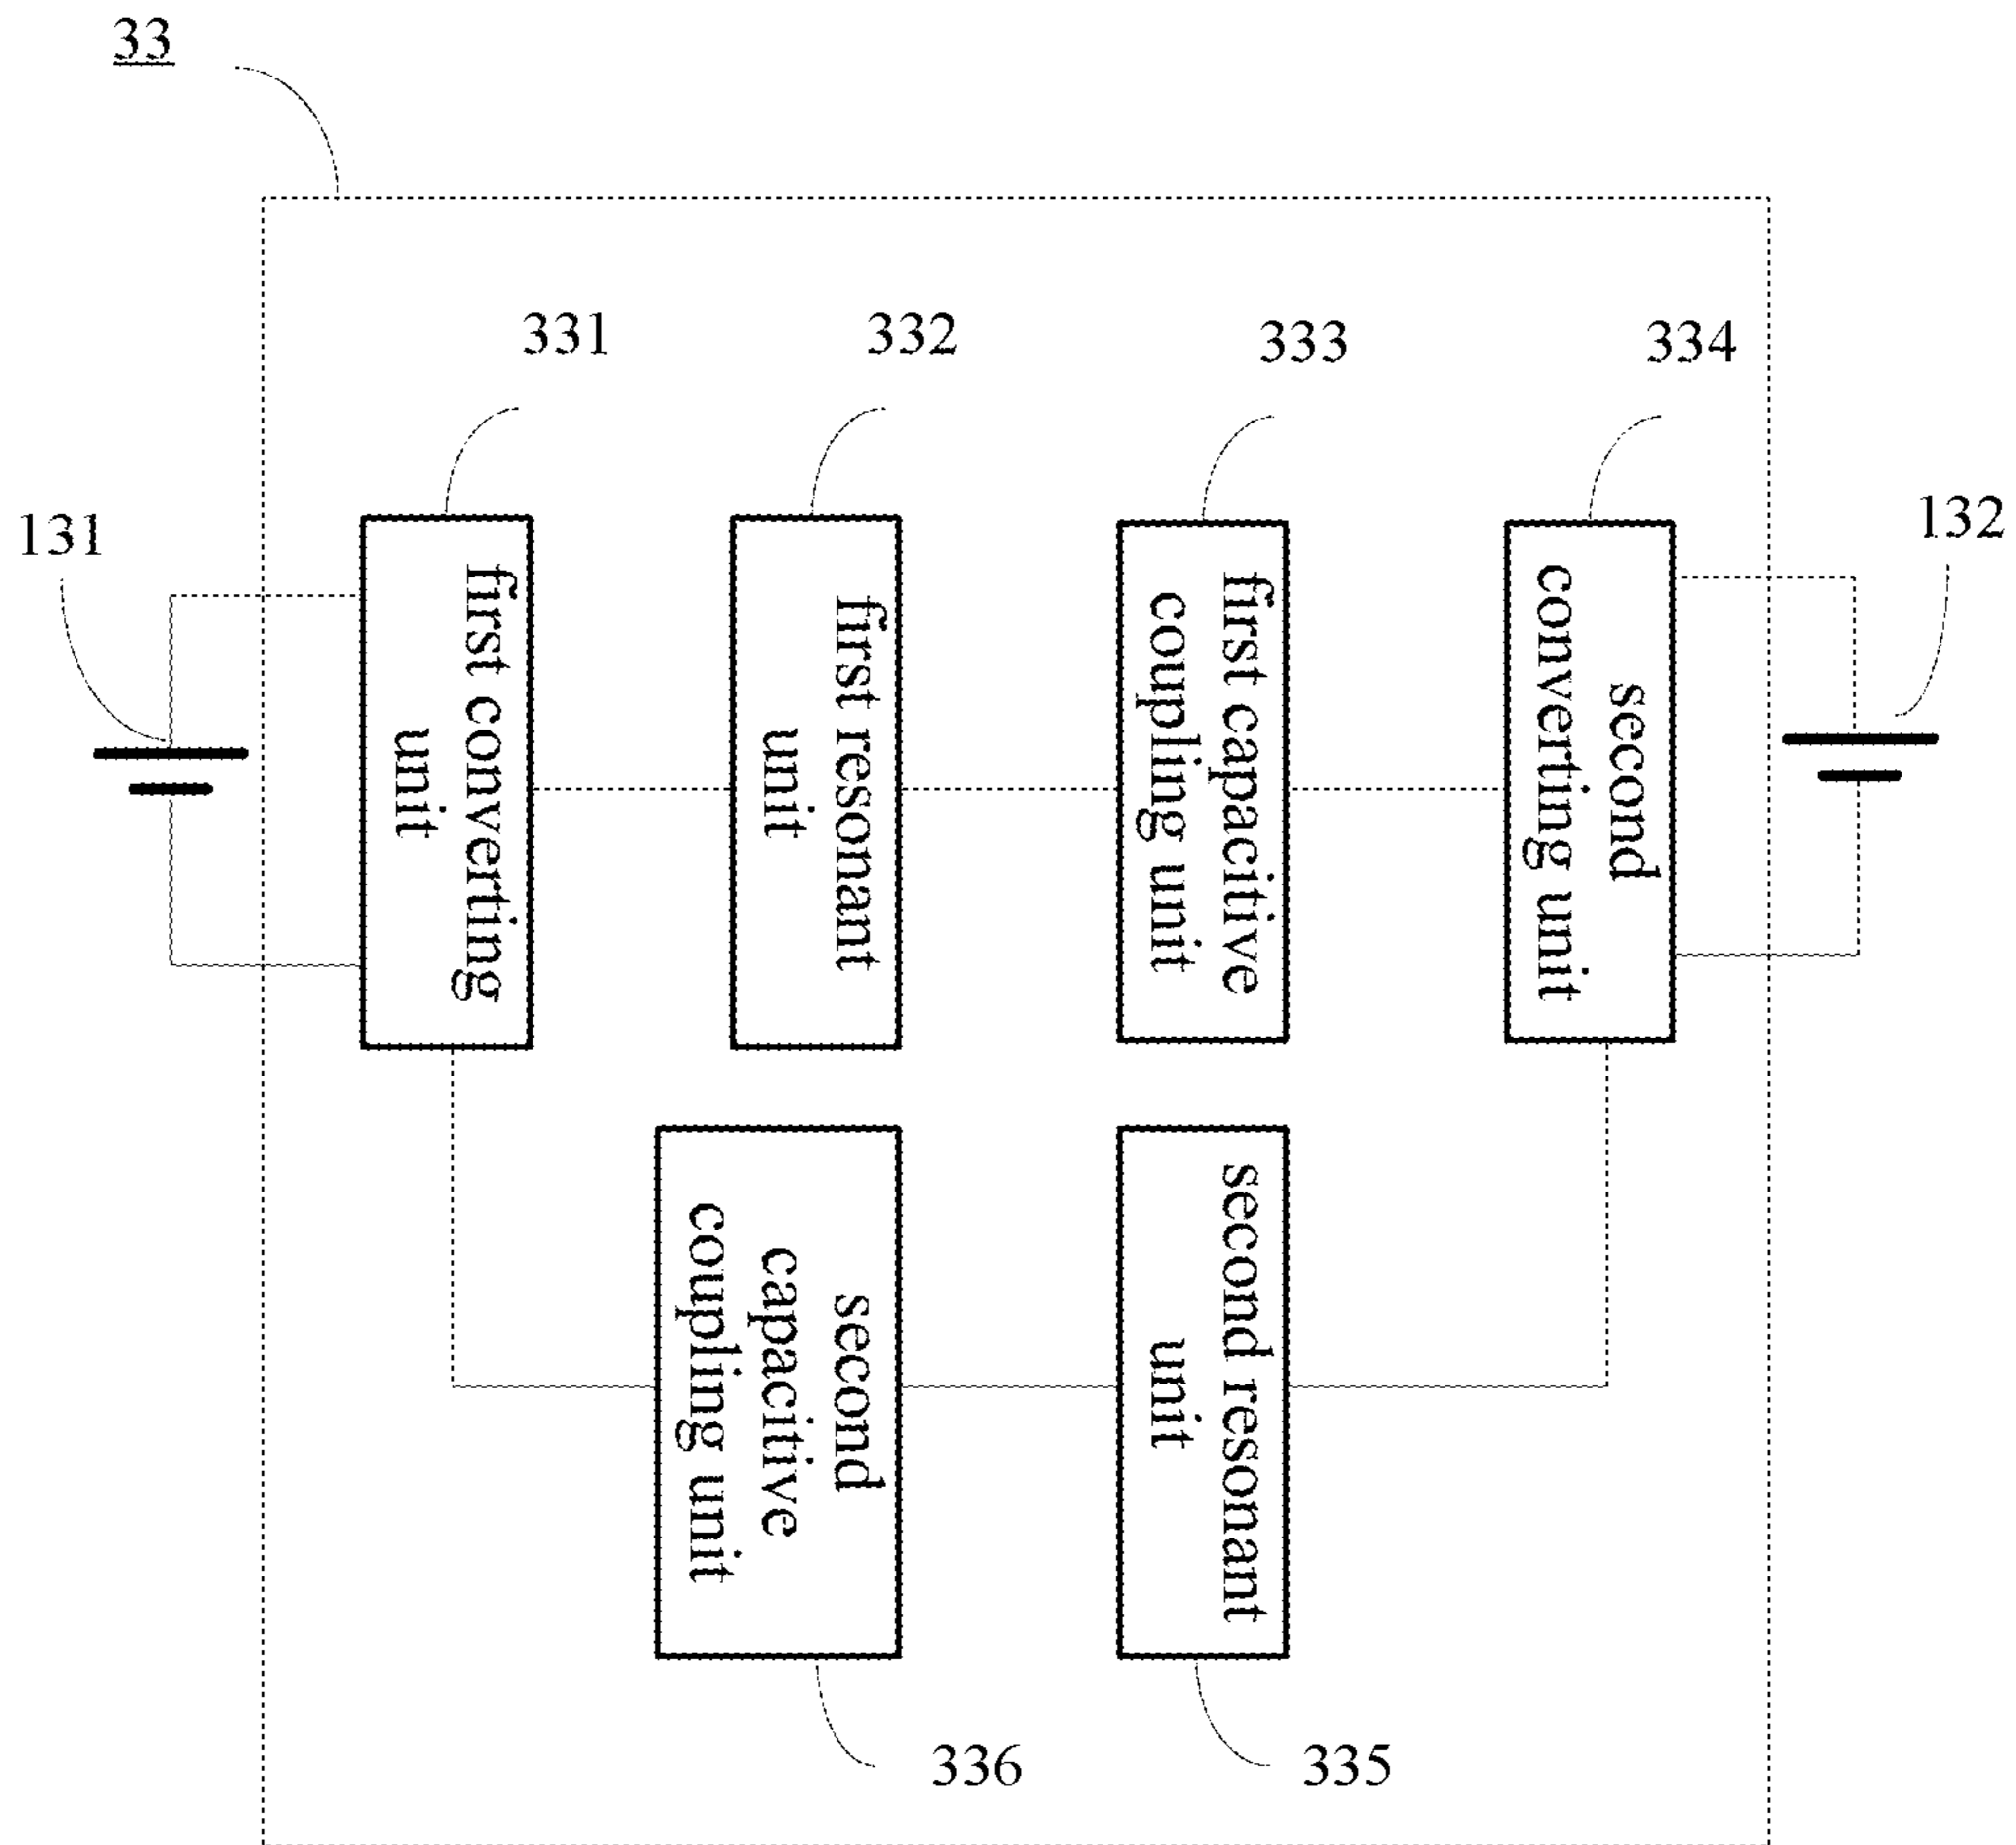 33
331
332
333
334
131
132
first converting
unit
first resonant
unit
first capacitive
coupling unit
second
converting unit
second
capacitive
coupling unit
second resonant
unit
336
335